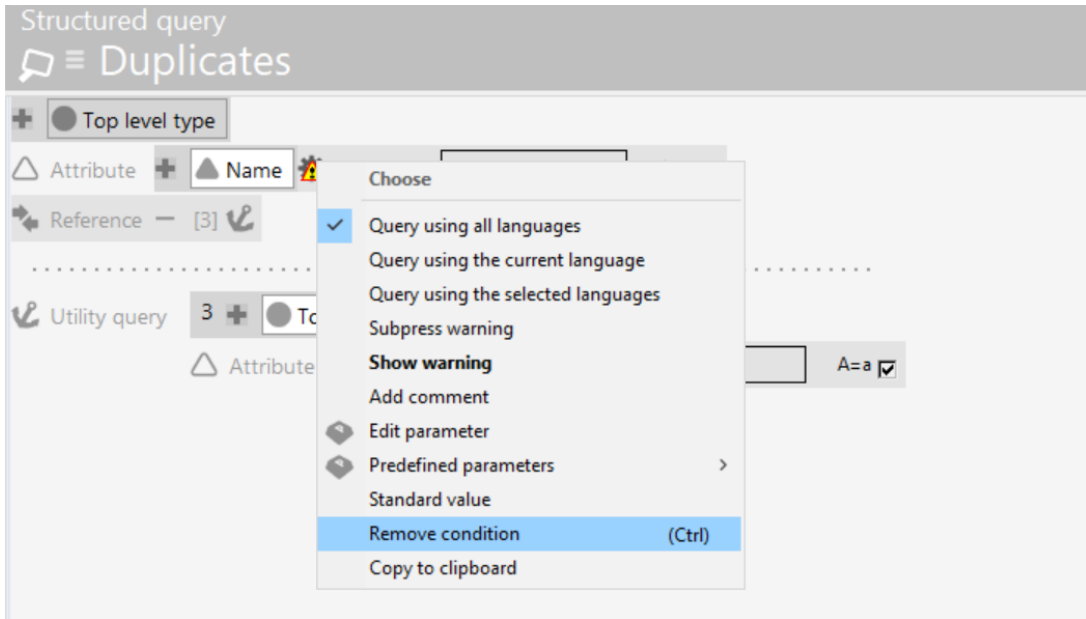 Structured query
Duplicates
Top level type
Attribute Name
Choose
Reference [3]
Query using all languages
Query using the current language
Query using the selected languages
Utility query 3
Subpress warning
Attribute
Show warning
A=a
Add comment
Edit parameter
Predefined parameters
Standard value
Remove condition (Ctrl)
Copy to clipboard